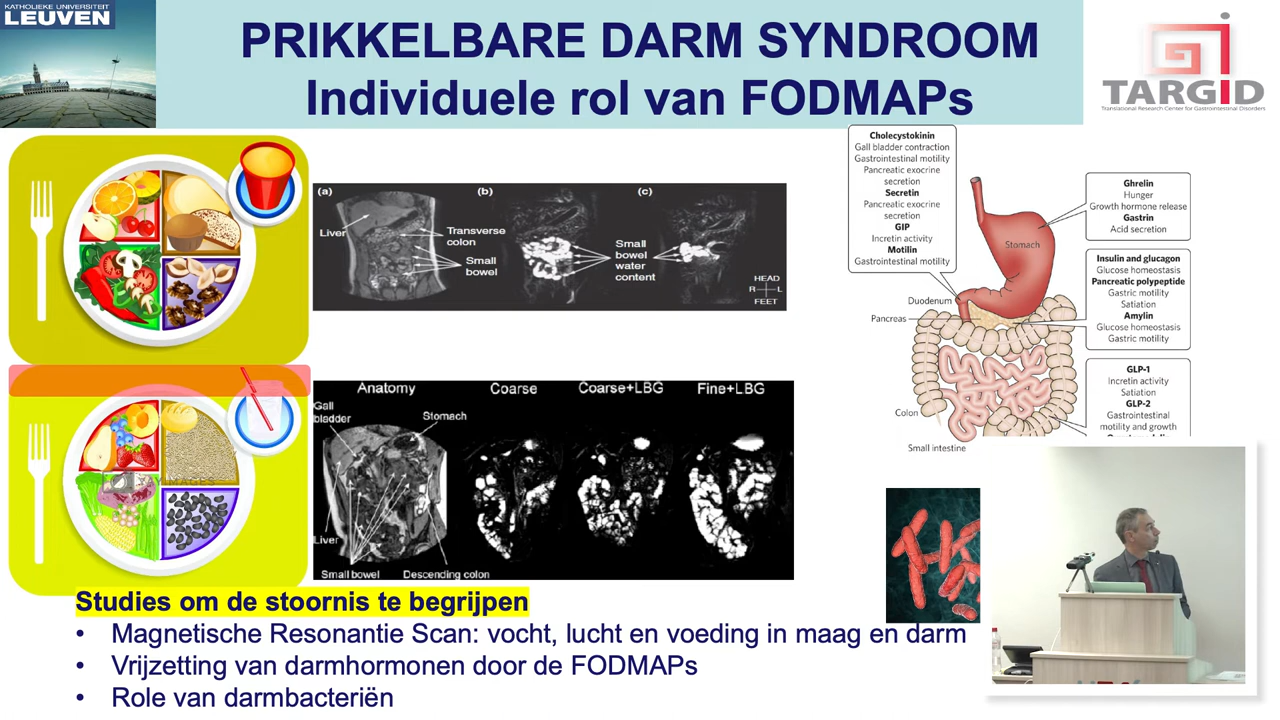 KATHOLIEKE UNIVERSITEIT
LEUVEN
PRIKKELBARE DARM SYNDROOM
Individuele rol van FODMAPs
TARGID
Translational Research Center for Gastrointestinal Disorders
(a)
(b)
(c)
Liver
Transverse
colon
Small
bowel
Small
bowel
water
content
HEAD
R L
FEET
Anatomy
Coarse
Coarse+LBG
Fine+LBG
Gall
bladder
Stomach
Liver
Small bowel
Descending colon
Cholecystokinin
Gall bladder contraction
Gastrointestinal motility
Pancreatic exocrine
secretion
Secretin
Pancreatic exocrine
secretion
GIP
Incretin activity
Motilin
Gastrointestinal motility
Ghrelin
Hunger
Growth hormone release
Gastrin
Acid secretion
Stomach
Insulin and glucagon
Glucose homeostasis
Pancreatic polypeptide
Gastric motility
Satiation
Amylin
Glucose homeostasis
Gastric motility
Duodenum
Pancreas
GLP-1
Incretin activity
Satiation
GLP-2
Gastrointestinal
motility and growth
Colon
Small intestine
Studies om de stoornis te begrijpen
• Magnetische Resonantie Scan: vocht, lucht en voeding in maag en darm
• Vrijzetting van darmhormonen door de FODMAPs
• Role van darmbacteriën